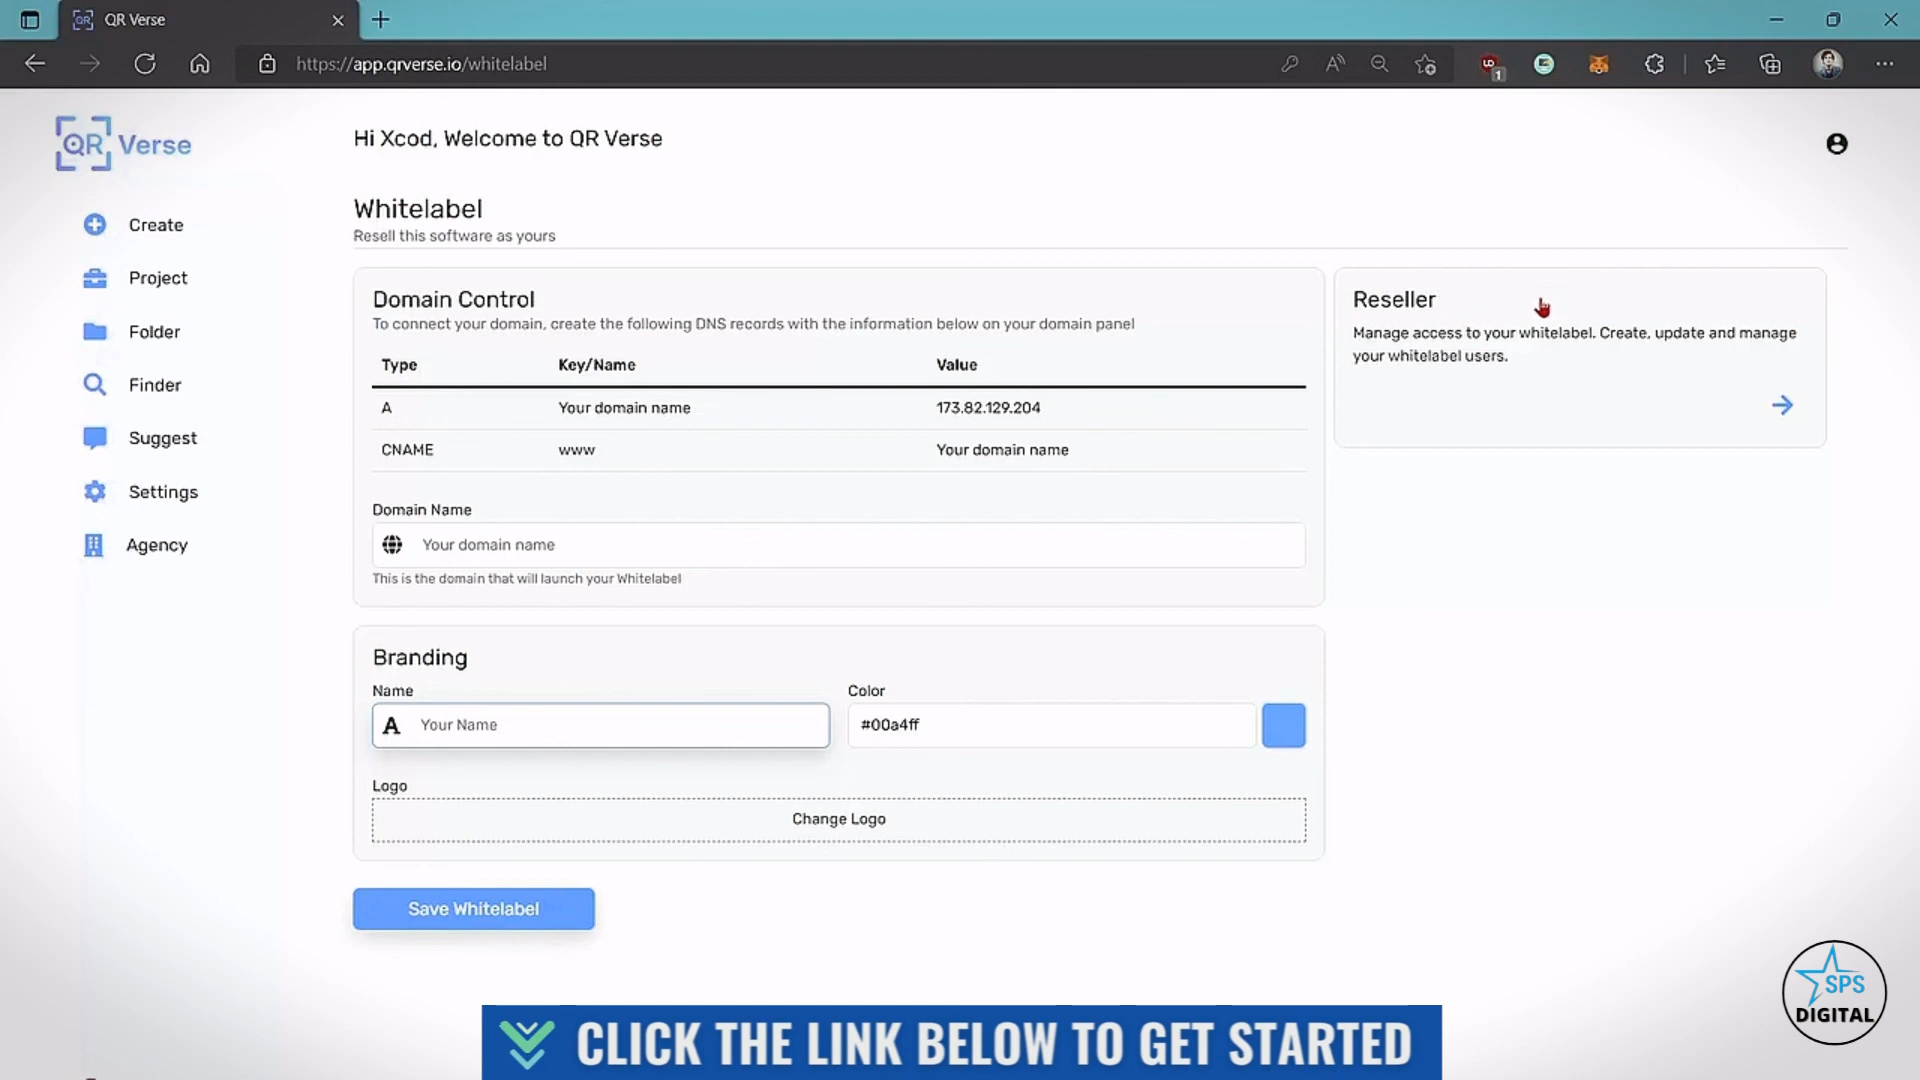 QR Verse
https://app.qrverse.io/whitelabel
UD
1
QR Verse
Hi Xcod, Welcome to QR Verse
Create
Project
Folder
Finder
Suggest
Settings
Agency
Whitelabel
Resell this software as yours
Domain Control
To connect your domain, create the following DNS records with the information below on your domain panel
Type Key/Name Value
A Your domain name 173.82.129.204
CNAME www Your domain name
Domain Name
Your domain name
This is the domain that will launch your Whitelabel
Reseller
Manage access to your whitelabel. Create, update and manage
your whitelabel users.
Branding
Name Color
A Your Name #00a4ff
Logo
Change Logo
Save Whitelabel
SPS
DIGITAL
CLICK THE LINK BELOW TO GET STARTED